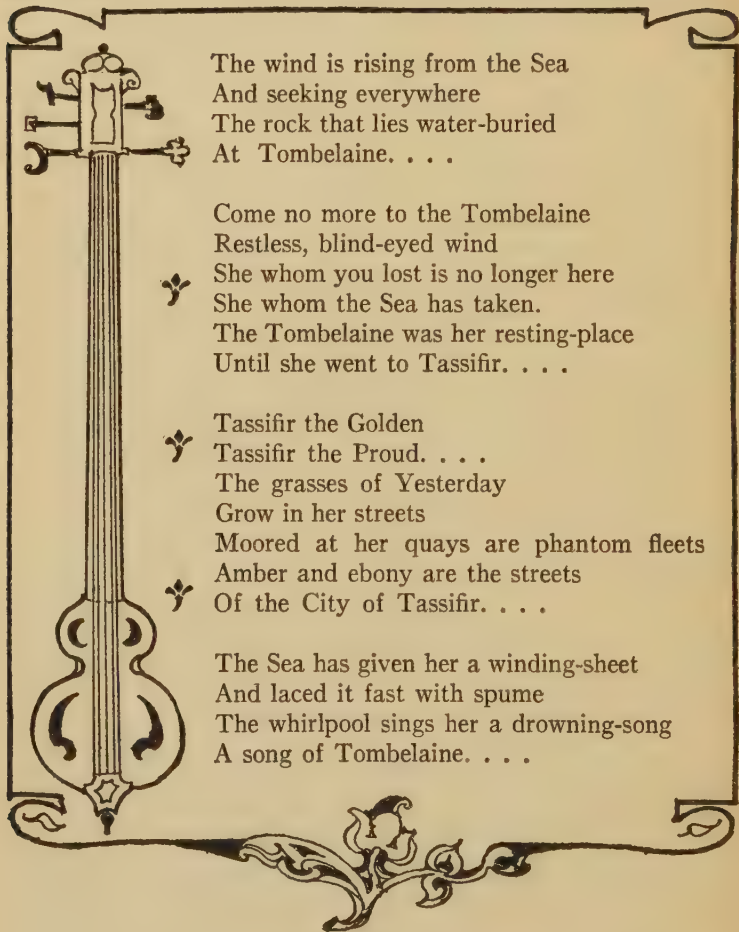 The wind is rising from the Sea
And seeking everywhere
The rock that lies water-buried
At Tombelaine. . . .
Come no more to the Tombelaine
Restless, blind-eyed wind
She whom you lost is no longer here
She whom the Sea has taken.
The Tombelaine was her resting-place
Until she went to Tassifir. . . .
Tassifir the Golden
Tassifir the Proud. . . .
The grasses of Yesterday
Grow in her streets
Moored at her quays are phantom fleets
Amber and ebony are the streets
Of the City of Tassifir. . . .
The Sea has given her a winding-sheet
And laced it fast with spume
The whirlpool sings her a drowning-song
A song of Tombelaine. . . .